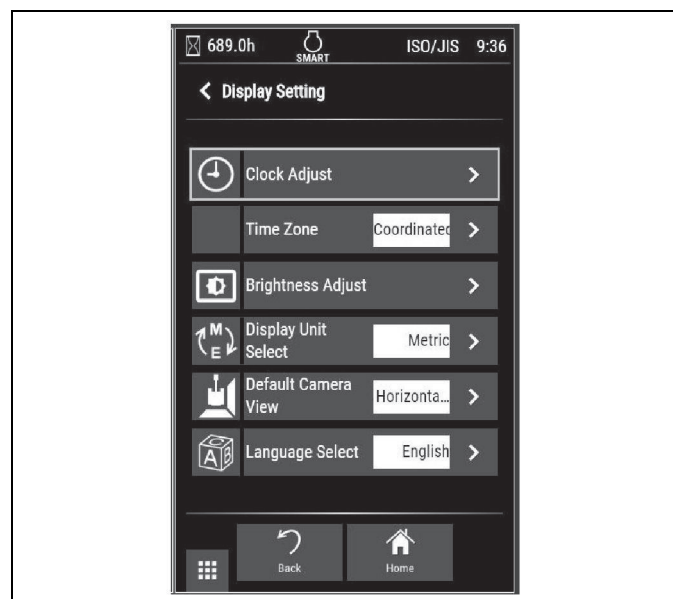 689.0h SMART ISO/JIS 9:36
Display Setting
Clock Adjust
Time Zone Coordinated
Brightness Adjust
M
E
Display Unit
Select
Metric
Default Camera
View
Horizonta...
A B
Language Select English
Back Home